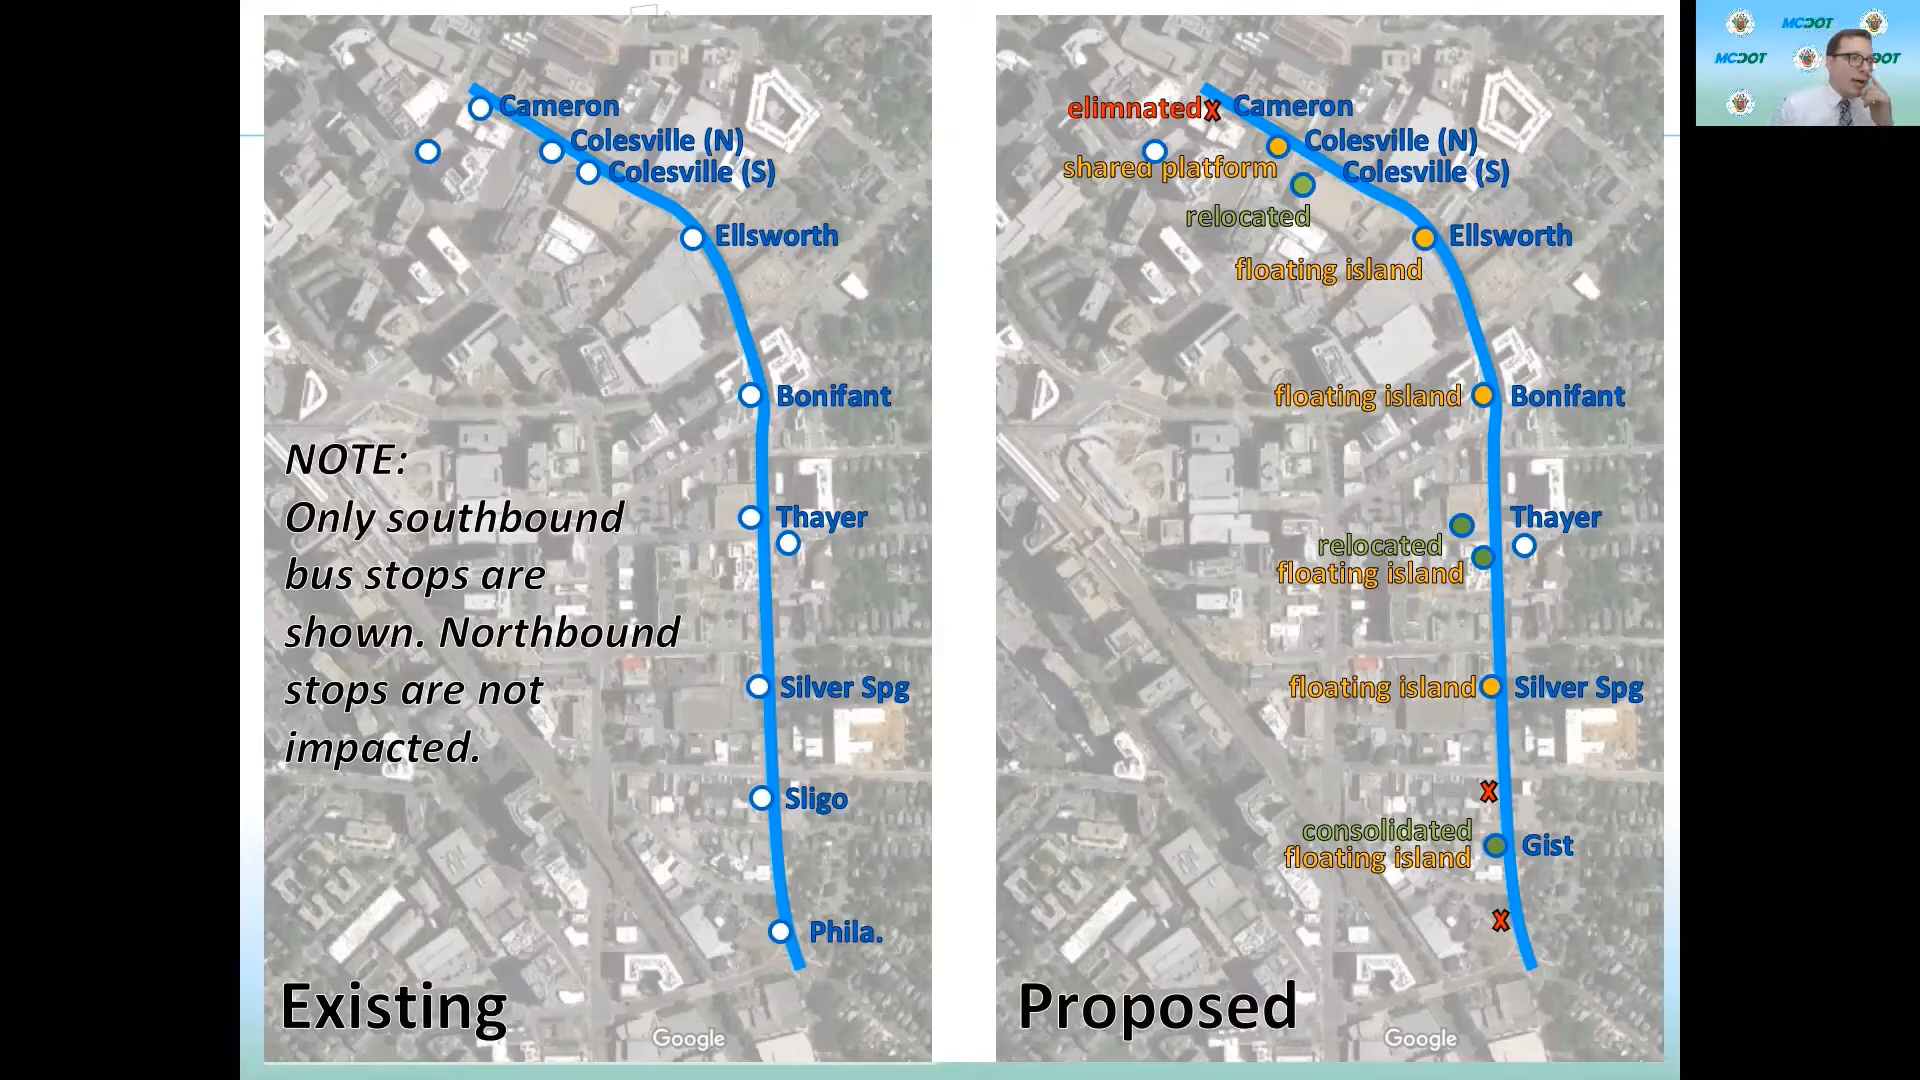 Cameron
Colesville (N)
Colesville (S)
Ellsworth
Bonifant
Thayer
Silver Spg
Sligo
Phila.
NOTE:
Only southbound
bus stops are
shown. Northbound
stops are not
impacted.
Existing
Google
elimnated
x
Cameron
Colesville (N)
shared platform
Colesville (S)
relocated
Ellsworth
floating island
floating island
Bonifant
Thayer
relocated
floating island
floating island
Silver Spg
x
consolidated
floating island
Gist
x
Proposed
Google
MCDOT
MCDOT
DOT